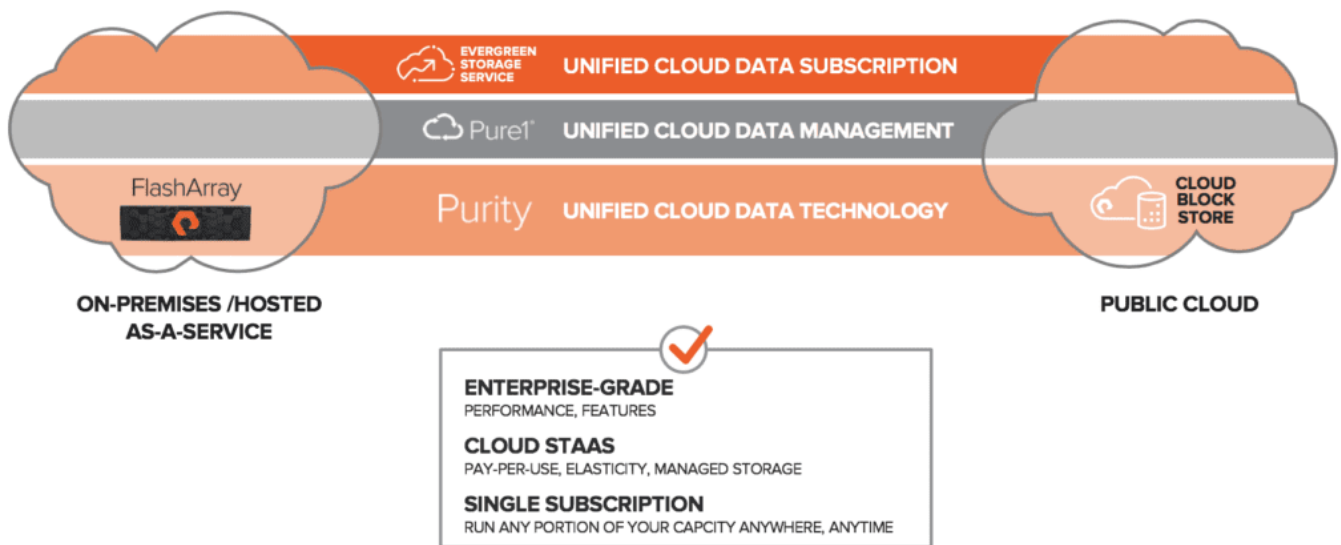 EVERGREEN
STORAGE
SERVICE
UNIFIED CLOUD DATA SUBSCRIPTION
Pure1®
UNIFIED CLOUD DATA MANAGEMENT
FlashArray
Purity
UNIFIED CLOUD DATA TECHNOLOGY
CLOUD
BLOCK
STORE
ON-PREMISES /HOSTED
AS-A-SERVICE
PUBLIC CLOUD
ENTERPRISE-GRADE
PERFORMANCE, FEATURES
CLOUD STAAS
PAY-PER-USE, ELASTICITY, MANAGED STORAGE
SINGLE SUBSCRIPTION
RUN ANY PORTION OF YOUR CAPCITY ANYWHERE, ANYTIME